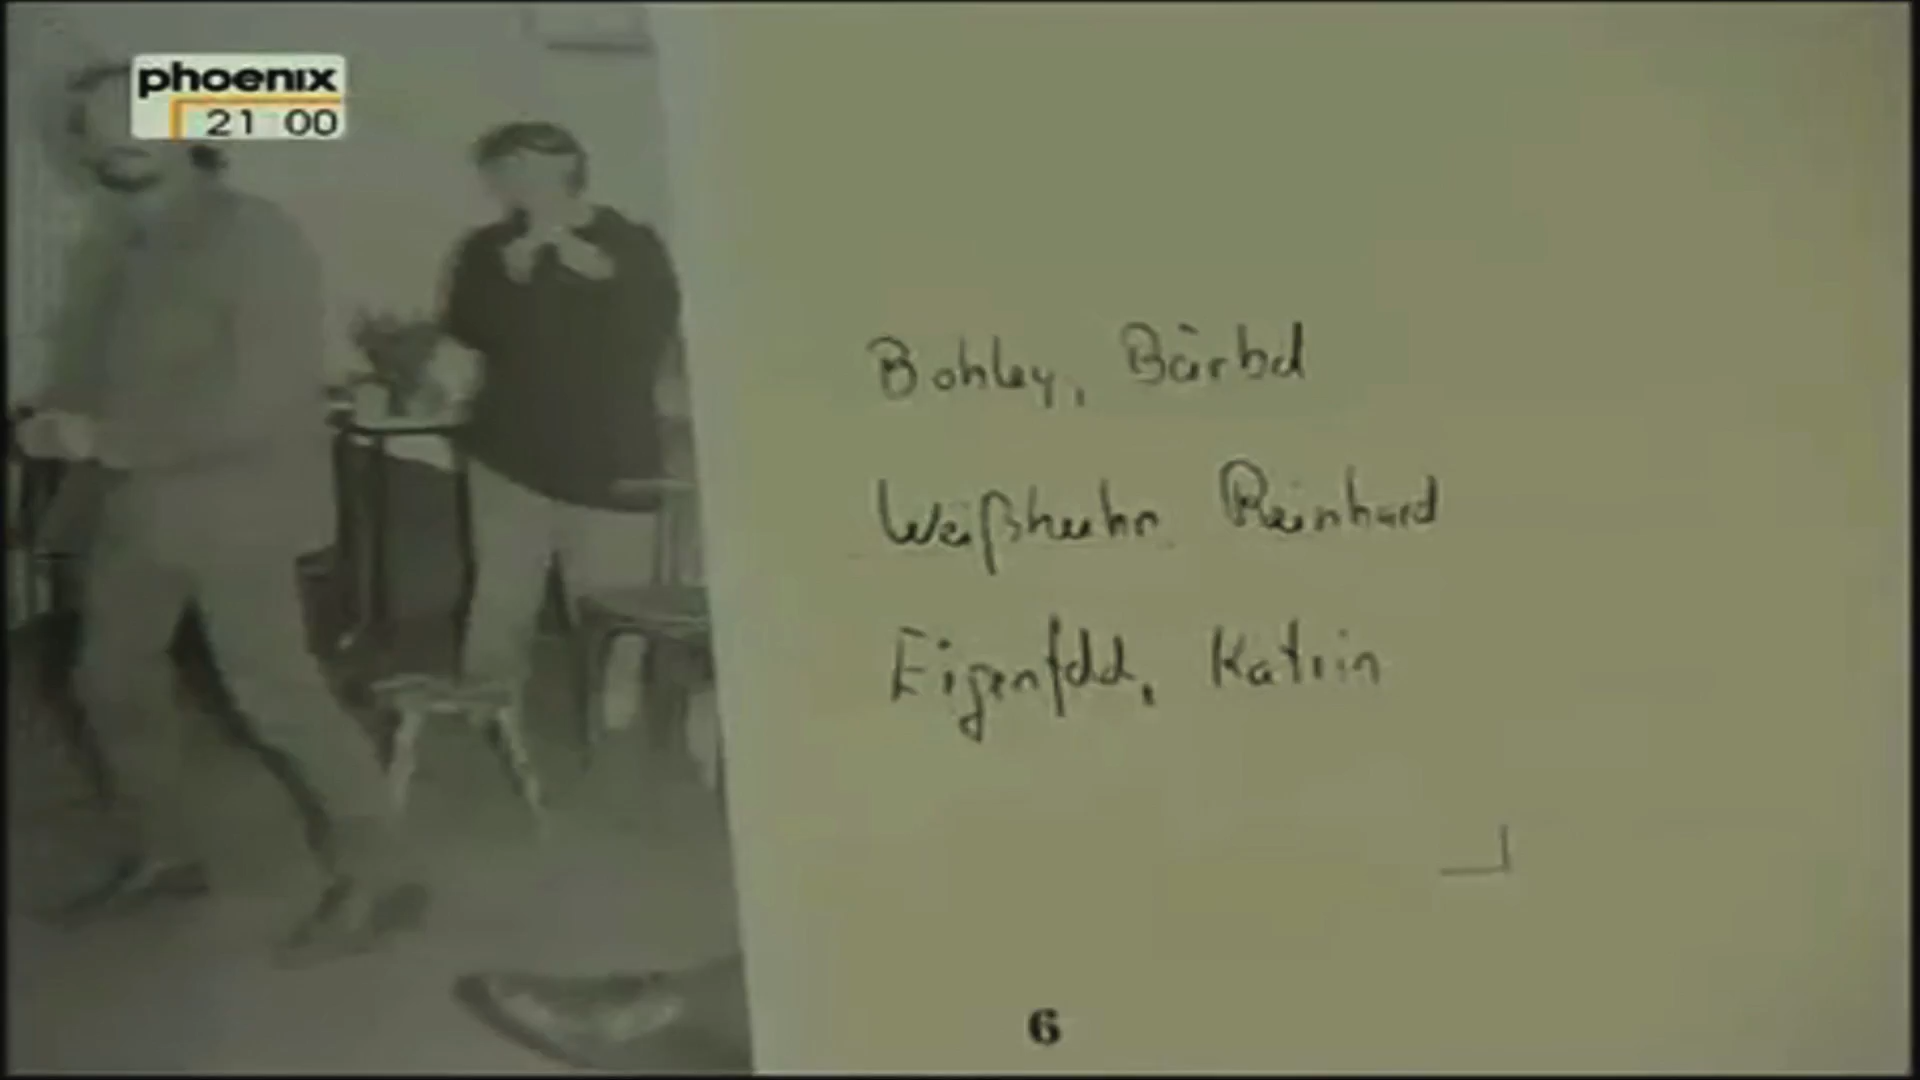 phoenix
21 00
Bohley, Bärbel
Weißhuhn Reinhard
Eigenfeld, Katrin
6